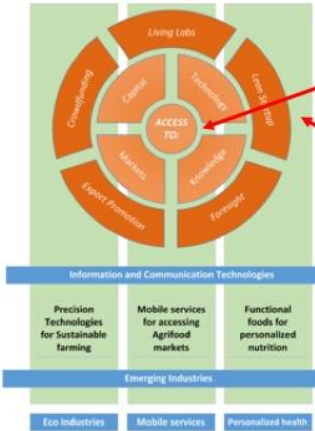 Living Labs
Crowdfunding
Capital
Technology
Lean Startup
ACCESS
TO:
Markets
Knowledge
Export Promotion
Foresight
Information and Communication Technologies
Precision
Technologies
for Sustainable
farming
Mobile services
for accessing
Agrifood
markets
Functional
foods for
personalized
nutrition
Emerging Industries
Eco Industries
Mobile services
Personalized health